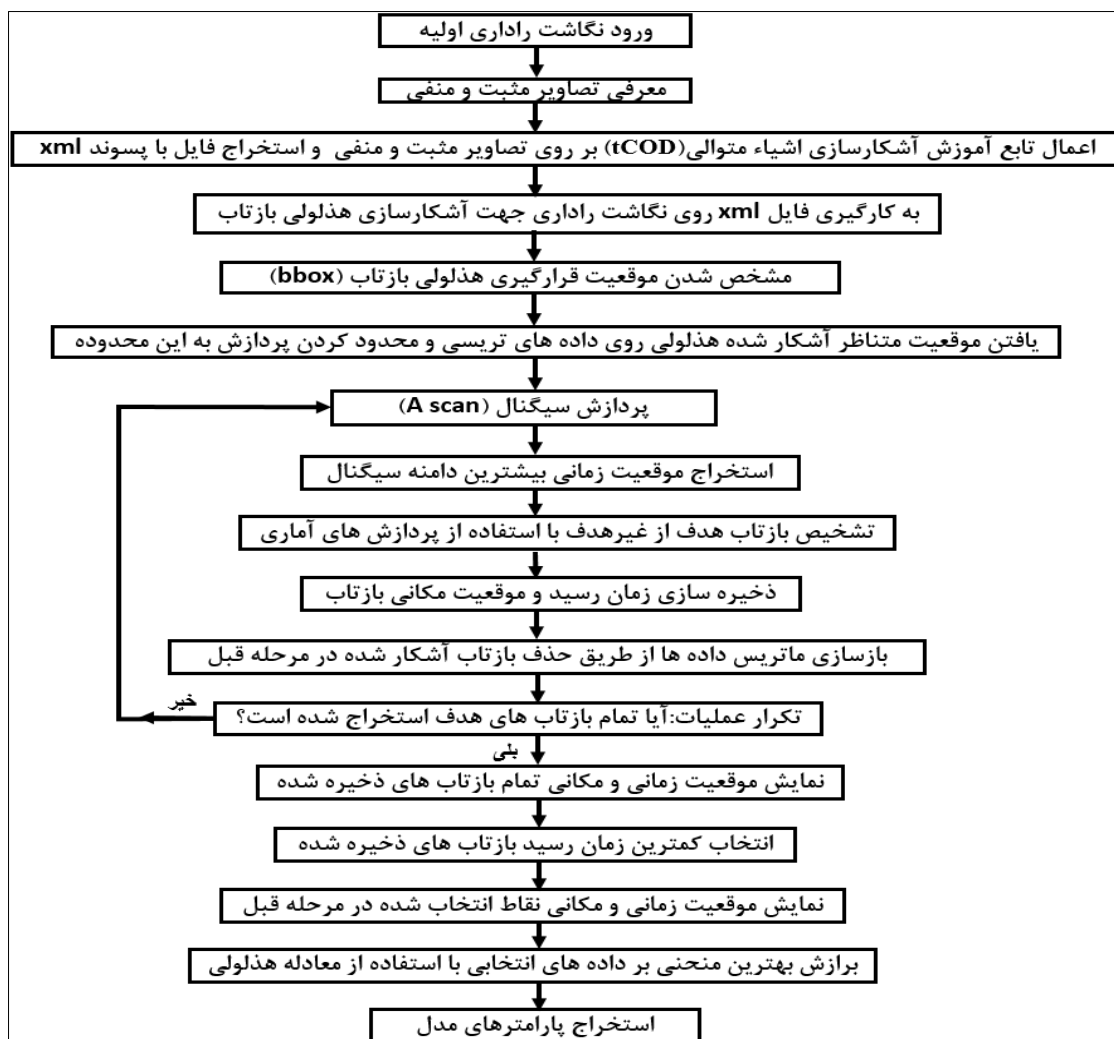 ورود نگاشت راداری اولیه
معرفی تصاویر مثبت و منفی
اعمال تابع آموزش آشکارسازی اشیاء متوالی(tCOD) بر روی تصاویر مثبت و منفی و استخراج فایل با پسوند xml
به کارگیری فایل xml روی نگاشت راداری جهت آشکارسازی هذلولی بازتاب
مشخص شدن موقعیت قرارگیری هذلولی بازتاب (bbox)
یافتن موقعیت متناظر آشکار شده هذلولی روی داده های تریسی و محدود کردن پردازش به این محدوده
پردازش سیگنال (A scan)
استخراج موقعیت زمانی بیشترین دامنه سیگنال
تشخیص بازتاب هدف از غیرهدف با استفاده از پردازش های آماری
ذخیره سازی زمان رسید و موقعیت مکانی بازتاب
بازسازی ماتریس داده ها از طریق حذف بازتاب آشکار شده در مرحله قبل
تکرار عملیات:آیا تمام بازتاب های هدف استخراج شده است؟
خیر
بلی
نمایش موقعیت زمانی و مکانی تمام بازتاب های ذخیره شده
انتخاب کمترین زمان رسید بازتاب های ذخیره شده
نمایش موقعیت زمانی و مکانی نقاط انتخاب شده در مرحله قبل
برازش بهترین منحنی بر داده های انتخابی با استفاده از معادله هذلولی
استخراج پارامترهای مدل